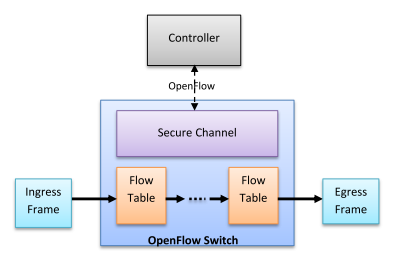 Controller
OpenFlow
Secure Channel
Ingress
Frame
Flow
Table
Flow
Table
Egress
Frame
OpenFlow Switch